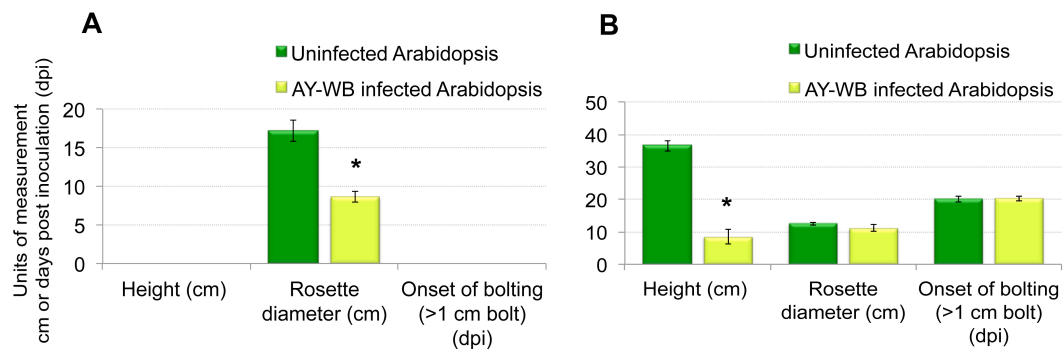 A
Uninfected Arabidopsis
AY-WB infected Arabidopsis
Units of measurement
cm or days post inoculation (dpi)
20
15
10
5
0
*
Height (cm)
Rosette
diameter (cm)
Onset of bolting
(>1 cm bolt)
(dpi)
B
Uninfected Arabidopsis
AY-WB infected Arabidopsis
50
40
30
20
10
0
*
Height (cm)
Rosette
diameter (cm)
Onset of bolting
(>1 cm bolt)
(dpi)